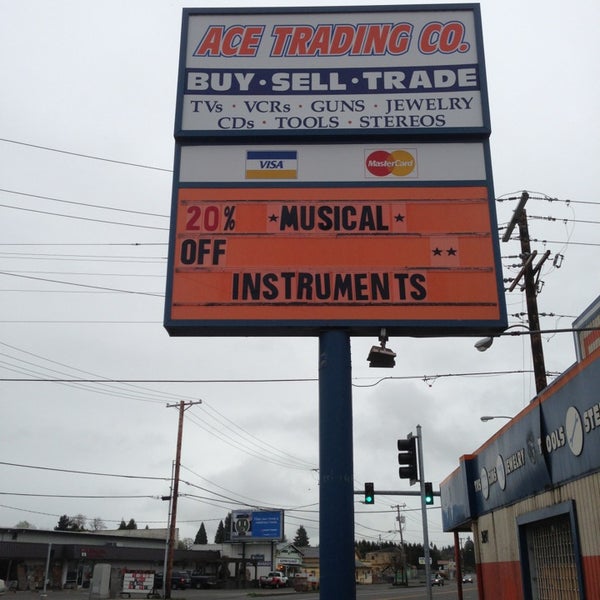 ACE TRADING CO.
BUY · SELL · TRADE
TVs · VCRs · GUNS · JEWELRY
CDs · TOOLS · STEREOS
VISA MasterCard
20% ★MUSICAL★
OFF ★★
INSTRUMENTS
JEWELRY TOOLS STE